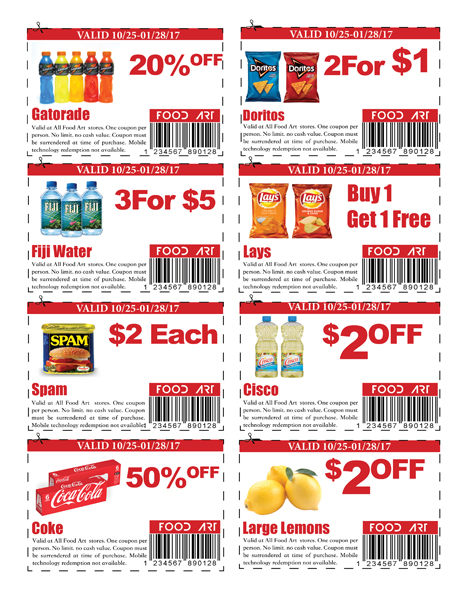 VALID 10/25-01/28/17
20% OFF
Gatorade
Valid at All Food Art stores. One coupon per
person. No limit. no cash value. Coupon must
be surrendered at time of purchase. Mobile
technology redemption not available.
FOOD ART
1 234567 890128
VALID 10/25-01/28/17
Doritos
Doritos
2For $1
Doritos
Valid at All Food Art stores. One coupon per
person. No limit. no cash value. Coupon must
be surrendered at time of purchase. Mobile
technology redemption not available.
FOOD ART
1 234567 890128
VALID 10/25-01/28/17
FIJI
FIJI
FIJI
3For $5
Fiji Water
Valid at All Food Art stores. One coupon per
person. No limit. no cash value. Coupon must
be surrendered at time of purchase. Mobile
technology redemption not available.
FOOD ART
1 234567 890128
VALID 10/25-01/28/17
Lay's
Lay's
Buy 1
Get 1 Free
Lays
Valid at All Food Art stores. One coupon per
person. No limit. no cash value. Coupon must
be surrendered at time of purchase. Mobile
technology redemption not available.
FOOD ART
1 234567 890128
VALID 10/25-01/28/17
SPAM
$2 Each
Spam
Valid at All Food Art stores. One coupon
per person. No limit. no cash value. Coupon
must be surrendered at time of purchase.
Mobile technology redemption not available.
FOOD ART
1 234567 890128
VALID 10/25-01/28/17
$2OFF
Cisco
Valid at All Food Art stores. One coupon per
person. No limit. no cash value. Coupon must
be surrendered at time of purchase. Mobile
technology redemption not available.
FOOD ART
1 234567 890128
VALID 10/25-01/28/17
Coca-Cola
Coca-Cola
50% OFF
Coke
Valid at All Food Art stores. One coupon per
person. No limit. no cash value. Coupon must
be surrendered at time of purchase. Mobile
technology redemption not available.
FOOD ART
1 234567 890128
VALID 10/25-01/28/17
$2OFF
Large Lemons
Valid at All Food Art stores. One coupon per
person. No limit. no cash value. Coupon must
be surrendered at time of purchase. Mobile
technology redemption not available.
FOOD ART
1 234567 890128